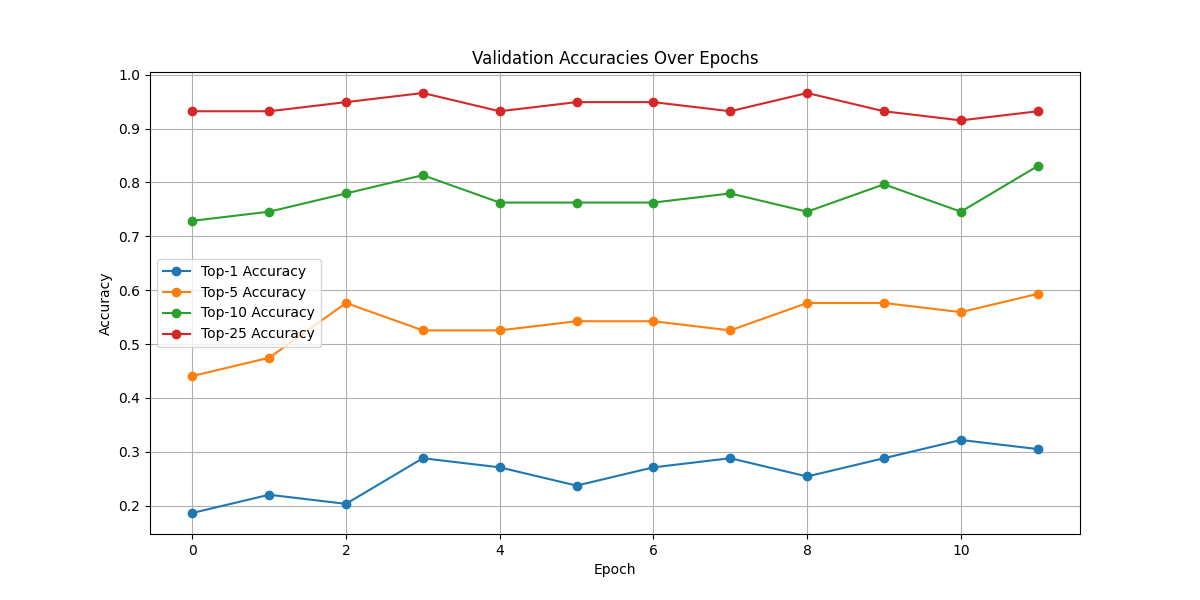 Validation Accuracies Over Epochs
1.0
0.9
0.8
0.7
0.6
0.5
0.4
0.3
0.2
Accuracy
Top-1 Accuracy
Top-5 Accuracy
Top-10 Accuracy
Top-25 Accuracy
0 2 4 6 8 10
Epoch